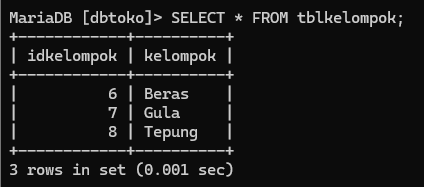 MariaDB [dbtoko]> SELECT * FROM tblkelompok;
+------------+----------+
| idkelompok | kelompok |
+------------+----------+
|          6 | Beras    |
|          7 | Gula     |
|          8 | Tepung   |
+------------+----------+
3 rows in set (0.001 sec)